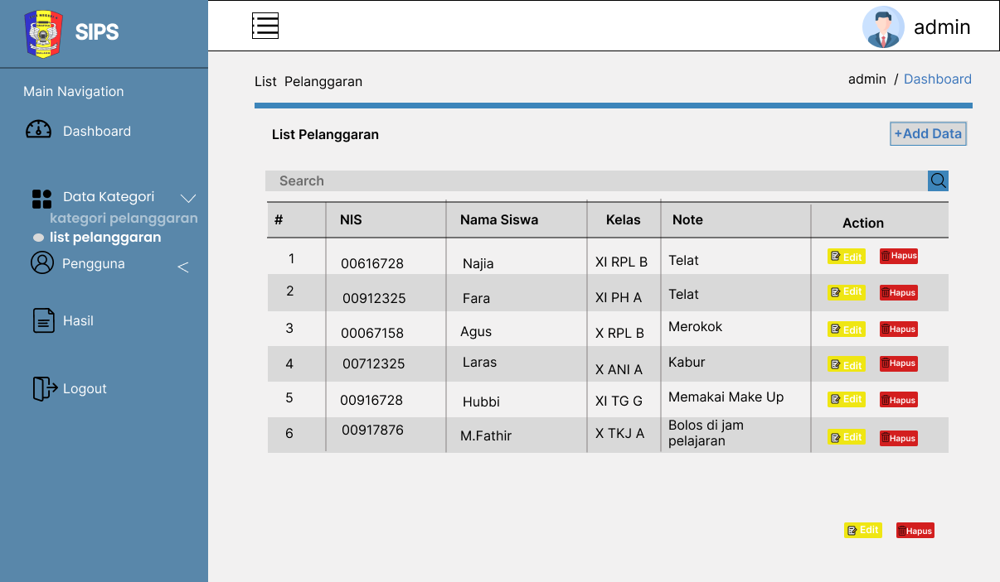 SIPS
admin
Main Navigation
Dashboard
Data Kategori
kategori pelanggaran
list pelanggaran
Pengguna <
Hasil
Logout
List Pelanggaran
admin / Dashboard
List Pelanggaran
+Add Data
Search
# NIS Nama Siswa Kelas Note Action
1 00616728 Najia XI RPL B Telat Edit Hapus
2 00912325 Fara XI PH A Telat Edit Hapus
3 00067158 Agus X RPL B Merokok Edit Hapus
4 00712325 Laras X ANI A Kabur Edit Hapus
5 00916728 Hubbi XI TG G Memakai Make Up Edit Hapus
6 00917876 M.Fathir X TKJ A Bolos di jam
pelajaran Edit Hapus
Edit Hapus